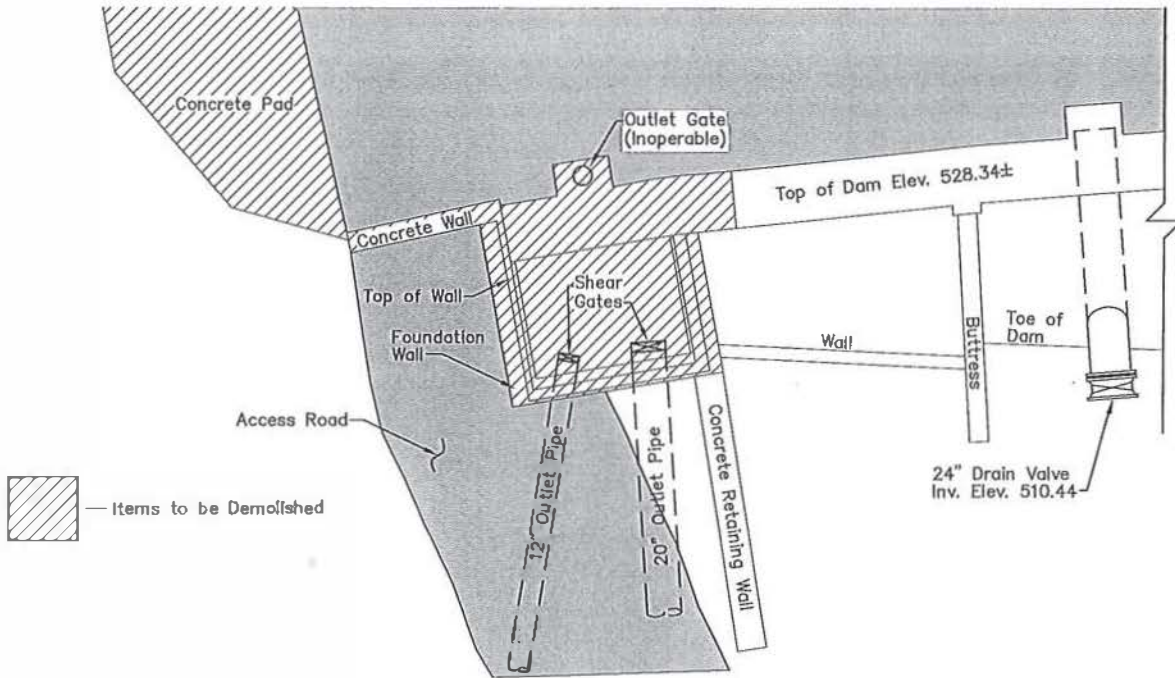 Concrete Pad
Outlet Gate
(Inoperable)
Top of Dam Elev. 528.34±
Concrete Wall
Top of Wall
Shear
Gates
Foundation
Wall
Wall
Buttress
Toe of
Dam
Access Road
12" Outlet Pipe
20" Outlet Pipe
Concrete Retaining Wall
24" Drain Valve
Inv. Elev. 510.44
Items to be Demolished